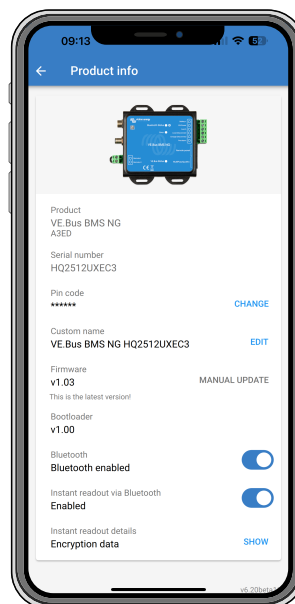 09:13
Product info
Product
VE.Bus BMS NG
A3ED
Serial number
HQ2512UXEC3
Pin code
******
CHANGE
Custom name
VE.Bus BMS NG HQ2512UXEC3
EDIT
Firmware
v1.03
MANUAL UPDATE
This is the latest version!
Bootloader
v1.00
Bluetooth
Bluetooth enabled
Instant readout via Bluetooth
Enabled
Instant readout details
Encryption data
SHOW